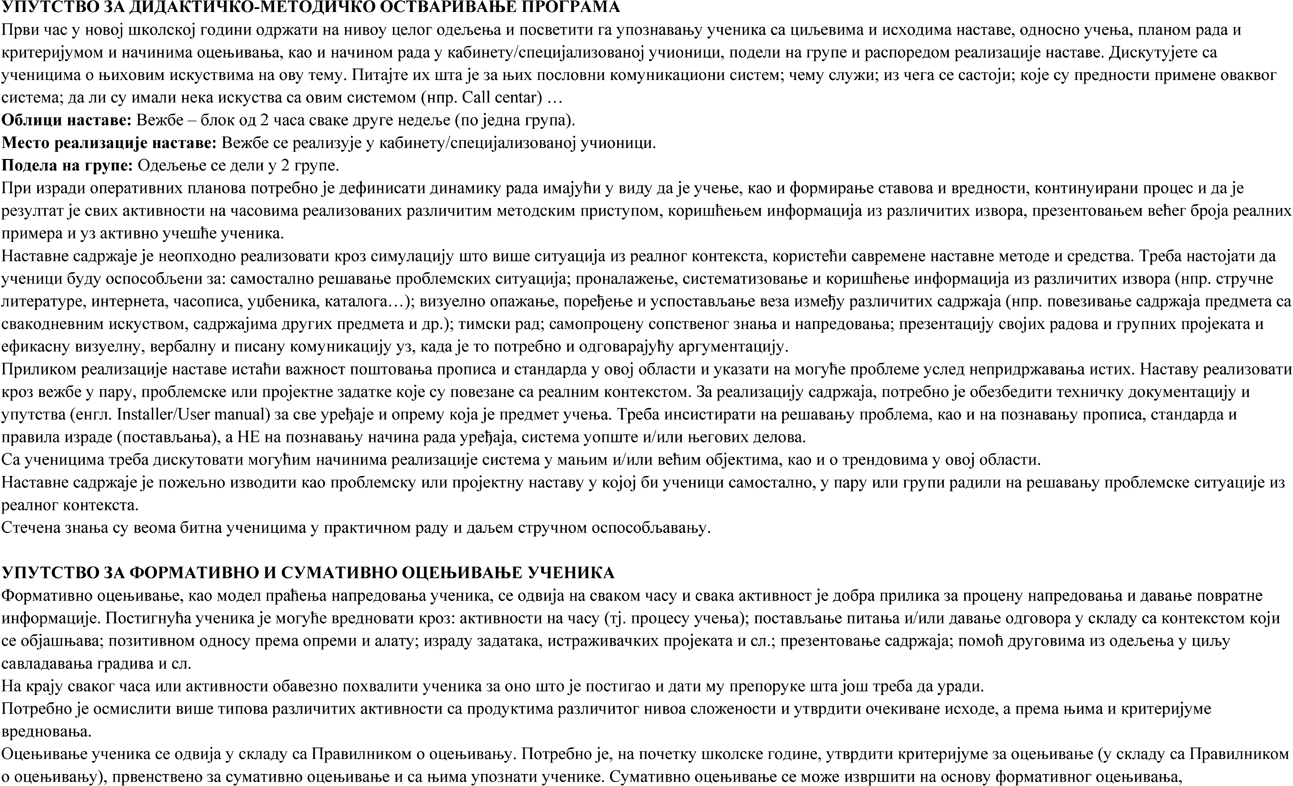 УПУТСТВО ЗА ДИДАКТИЧКО-МЕТОДИЧКО ОСТВАРИВАЊЕ ПРОГРАМА
Први час у новој школској години одржати на нивоу целог одељења и посветити га упознавању ученика са циљевима и исходима наставе, односно учења, планом рада и
критеријумом и начинима оцењивања, као и начином рада у кабинету/специјализованој учионици, подели на групе и распоредом реализације наставе. Дискутујете са
ученицима о њиховим искуствима на ову тему. Питајте их шта је за њих пословни комуникациони систем; чему служи; из чега се састоји; које су предности примене оваквог
система; да ли су имали нека искуства са овим системом (нпр. Call centar) …
Облици наставе: Вежбе – блок од 2 часа сваке друге недеље (по једна група).
Место реализације наставе: Вежбе се реализује у кабинету/специјализованој учионици.
Подела на групе: Одељење се дели у 2 групе.
При изради оперативних планова потребно је дефинисати динамику рада имајући у виду да је учење, као и формирање ставова и вредности, континуирани процес и да је
резултат је свих активности на часовима реализованих различитим методским приступом, коришћењем информација из различитих извора, презентовањем већег броја реалних
примера и уз активно учешће ученика.
Наставне садржаје је неопходно реализовати кроз симулацију што више ситуација из реалног контекста, користећи савремене наставне методе и средства. Треба настојати да
ученици буду оспособљени за: самостално решавање проблемских ситуација; проналажење, систематизовање и коришћење информација из различитих извора (нпр. стручне
литературе, интернета, часописа, уџбеника, каталога…); визуелно опажање, поређење и успостављање веза између различитих садржаја (нпр. повезивање садржаја предмета са
свакодневним искуством, садржајима других предмета и др.); тимски рад; самопроцену сопственог знања и напредовања; презентацију својих радова и групних пројеката и
ефикасну визуелну, вербалну и писану комуникацију уз, када је то потребно и одговарајућу аргументацију.
Приликом реализације наставе истаћи важност поштовања прописа и стандарда у овој области и указати на могуће проблеме услед непридржавања истих. Наставу реализовати
кроз вежбе у пару, проблемске или пројектне задатке које су повезане са реалним контекстом. За реализацију садржаја, потребно је обезбедити техничку документацију и
упутства (енгл. Installer/User manual) за све уређаје и опрему која је предмет учења. Треба инсистирати на решавању проблема, као и на познавању прописа, стандарда и
правила израде (постављања), а НЕ на познавању начина рада уређаја, система уопште и/или његових делова.
Са ученицима треба дискутовати могућим начинима реализације система у мањим и/или већим објектима, као и о трендовима у овој области.
Наставне садржаје је пожељно изводити као проблемску или пројектну наставу у којој би ученици самостално, у пару или групи радили на решавању проблемске ситуације из
реалног контекста.
Стечена знања су веома битна ученицима у практичном раду и даљем стручном оспособљавању.
УПУТСТВО ЗА ФОРМАТИВНО И СУМАТИВНО ОЦЕЊИВАЊЕ УЧЕНИКА
Формативно оцењивање, као модел праћења напредовања ученика, се одвија на сваком часу и свака активност је добра прилика за процену напредовања и давање повратне
информације. Постигнућа ученика је могуће вредновати кроз: активности на часу (тј. процесу учења); постављање питања и/или давање одговора у складу са контекстом који
се објашњава; позитивном односу према опреми и алату; израду задатака, истраживачких пројеката и сл.; презентовање садржаја; помоћ друговима из одељења у циљу
савладавања градива и сл.
На крају сваког часа или активности обавезно похвалити ученика за оно што је постигао и дати му препоруке шта још треба да уради.
Потребно је осмислити више типова различитих активности са продуктима различитог нивоа сложености и утврдити очекиване исходе, а према њима и критеријуме
вредновања.
Оцењивање ученика се одвија у складу са Правилником о оцењивању. Потребно је, на почетку школске године, утврдити критеријуме за оцењивање (у складу са Правилником
о оцењивању), првенствено за сумативно оцењивање и са њима упознати ученике. Сумативно оцењивање се може извршити на основу формативног оцењивања,